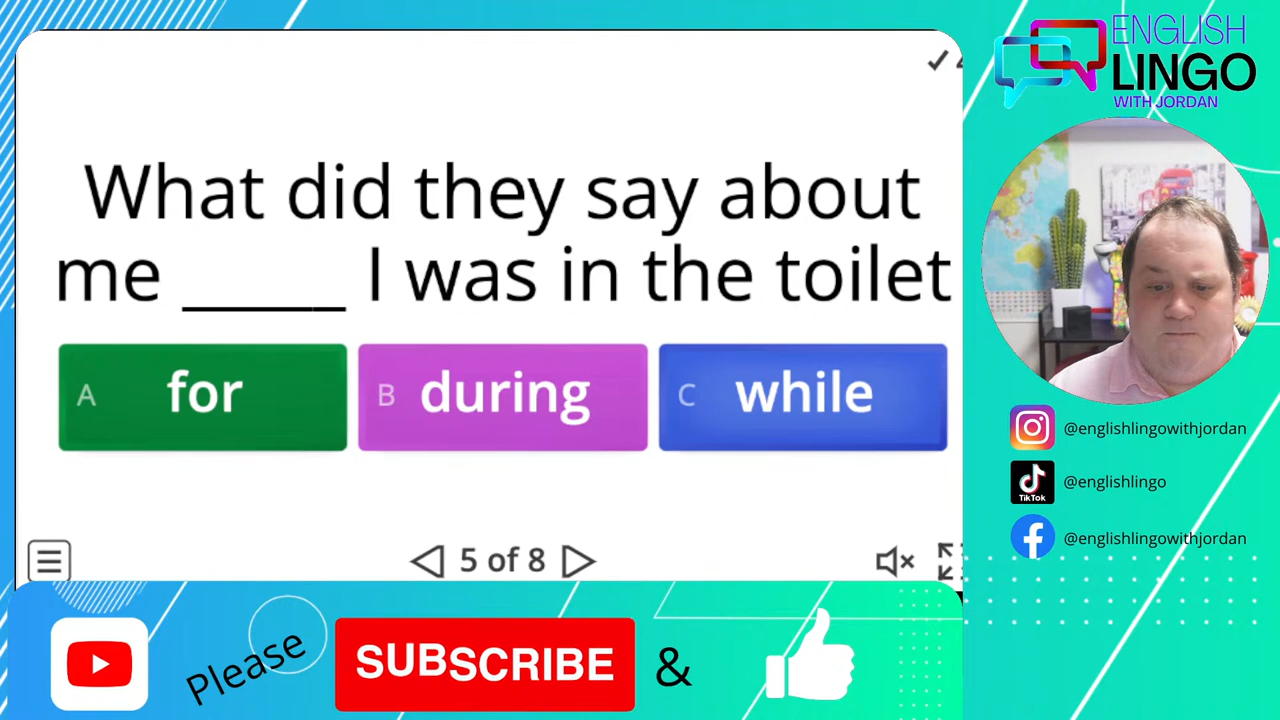 What did they say about
me _____ I was in the toilet
A for
B during
C while
5 of 8
Please SUBSCRIBE &
ENGLISH
LINGO
WITH JORDAN
@englishlingowithjordan
TikTok
@englishlingo
@englishlingowithjordan